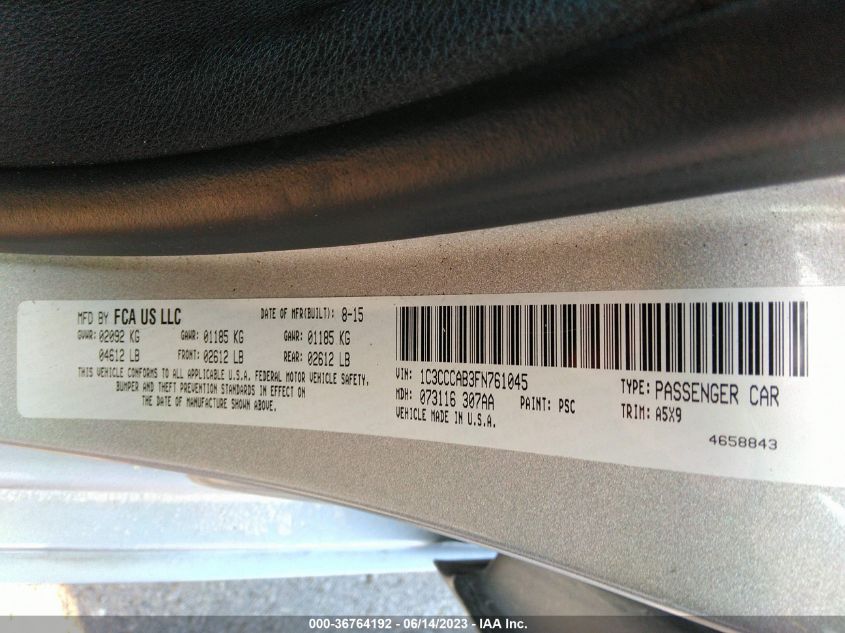 MFD BY FCA US LLC DATE OF MFR(BUILT): 8-15
GVWR: 02092 KG GAWR: 01185 KG GAWR: 01185 KG
04612 LB FRONT: 02612 LB REAR: 02612 LB
THIS VEHICLE CONFORMS TO ALL APPLICABLE U.S.A. FEDERAL MOTOR VEHICLE SAFETY,
BUMPER AND THEFT PREVENTION STANDARDS IN EFFECT ON
THE DATE OF MANUFACTURE SHOWN ABOVE.
VIN: 1C3CCCAB3FN761045 TYPE: PASSENGER CAR
MDH: 073116 307AA PAINT: PSC TRIM: A5X9
VEHICLE MADE IN U.S.A.
4658843
000-36764192 - 06/14/2023 - IAA Inc.